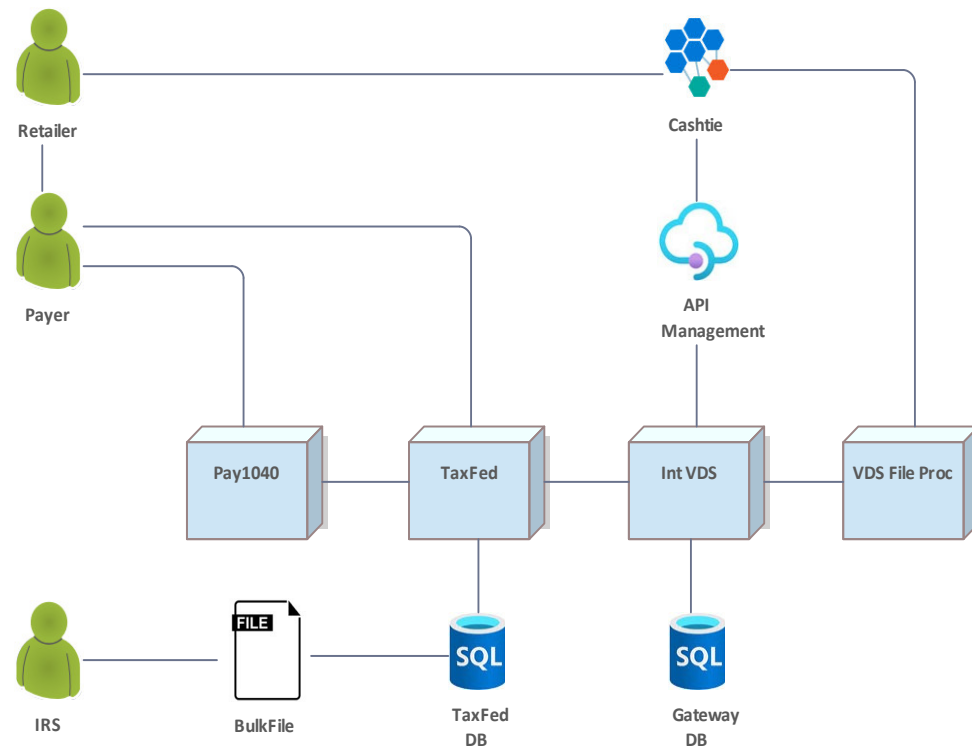 Retailer
Cashtie
Payer
API
Management
Pay1040
TaxFed
Int VDS
VDS File Proc
FILE
SQL
SQL
IRS
BulkFile
TaxFed
DB
Gateway
DB